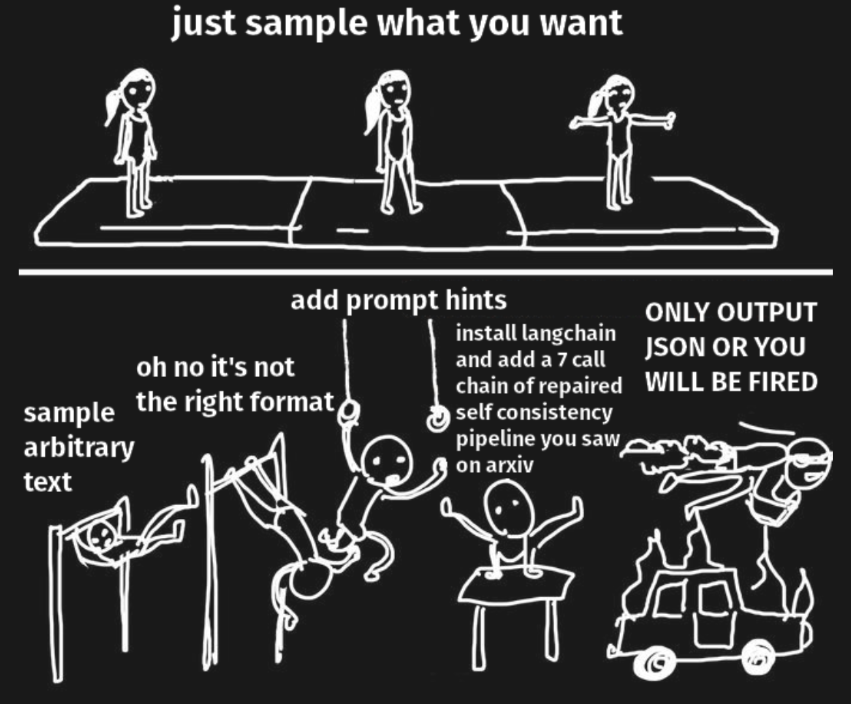 just sample what you want
add prompt hints
ONLY OUTPUT
JSON OR YOU
WILL BE FIRED
install langchain
and add a 7 call
chain of repaired
self consistency
pipeline you saw
on arxiv
oh no it's not
the right format
sample
arbitrary
text